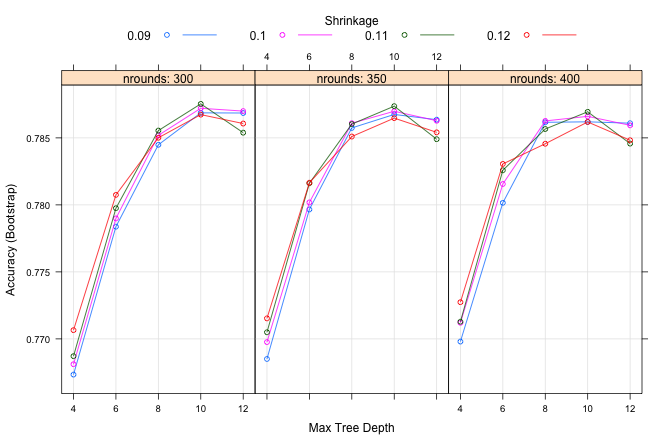 Shrinkage
0.09 0.1 0.11 0.12
4 6 8 10 12
nrounds: 300 nrounds: 350 nrounds: 400
0.785
0.780
0.775
0.770
Accuracy (Bootstrap)
4 6 8 10 12 4 6 8 10 12
Max Tree Depth